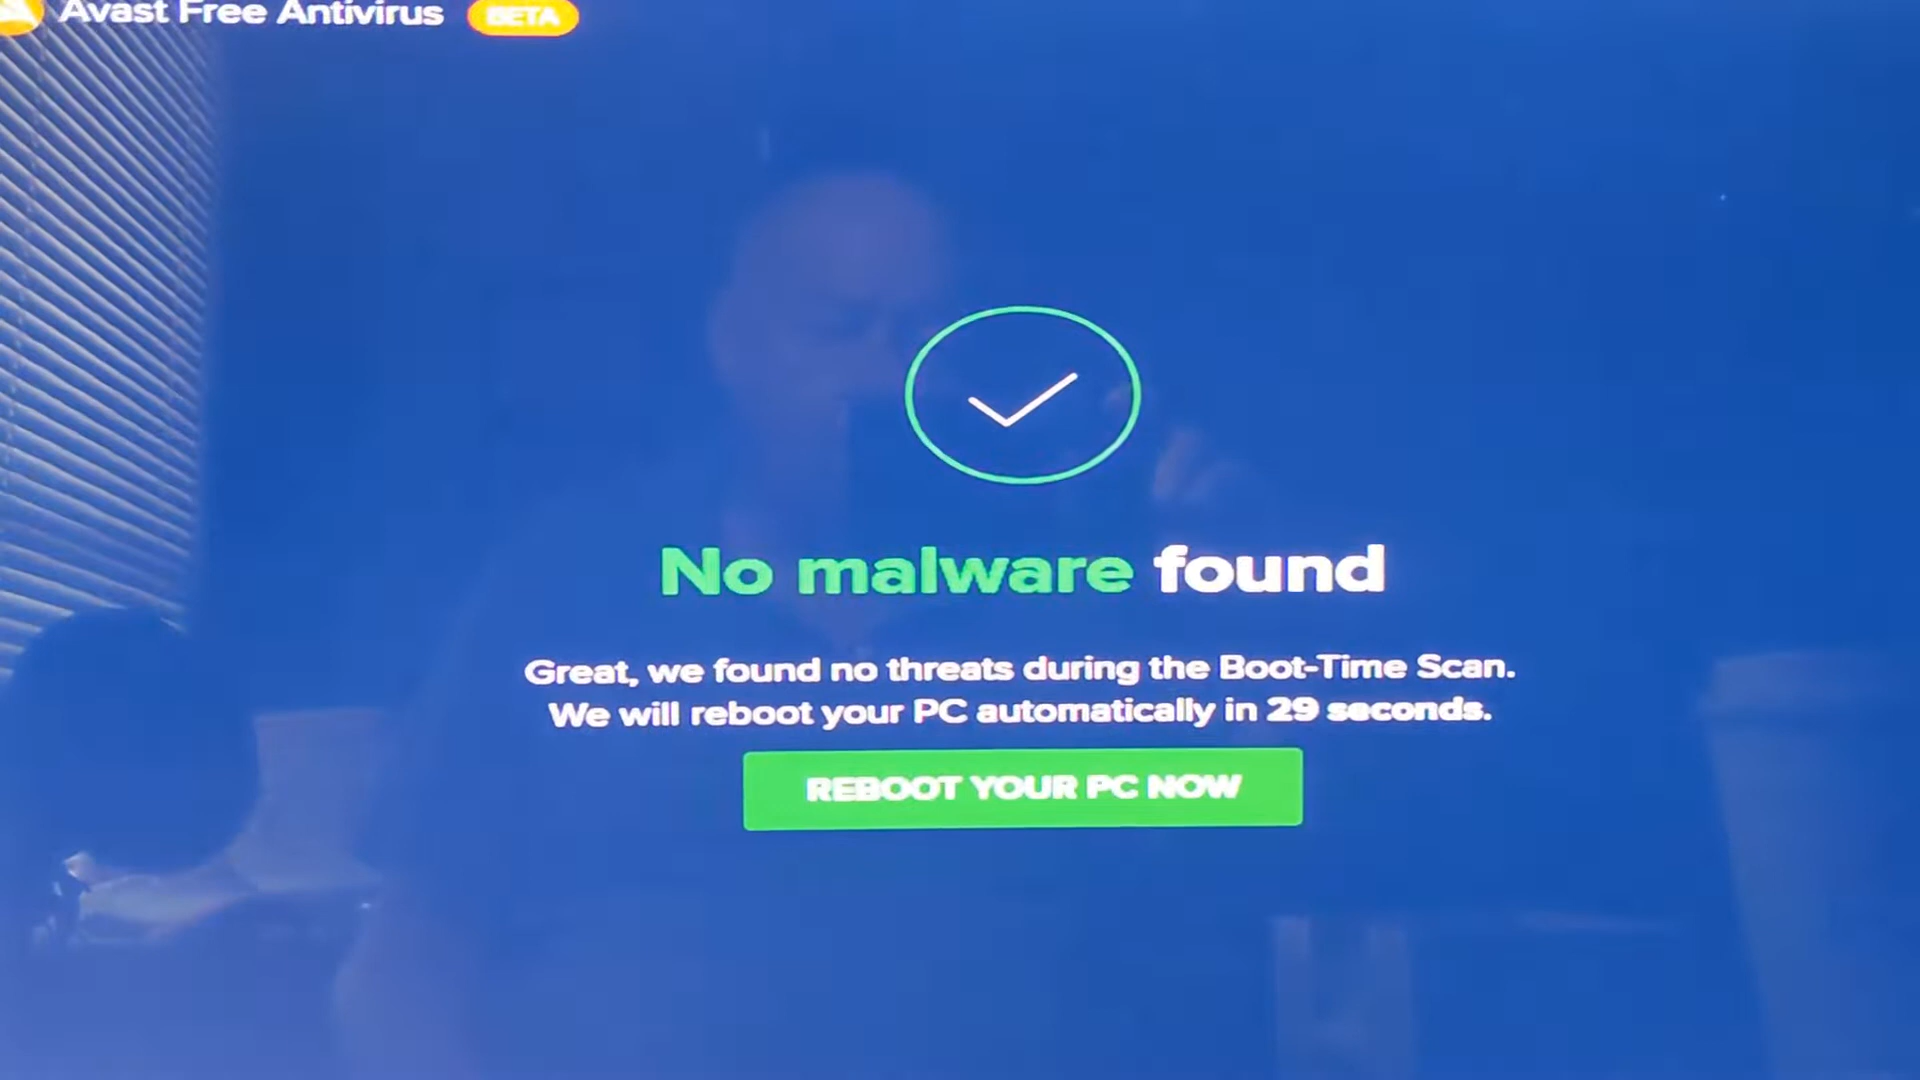 Avast Free Antivirus BETA
No malware found
Great, we found no threats during the Boot-Time Scan.
We will reboot your PC automatically in 29 seconds.
REBOOT YOUR PC NOW